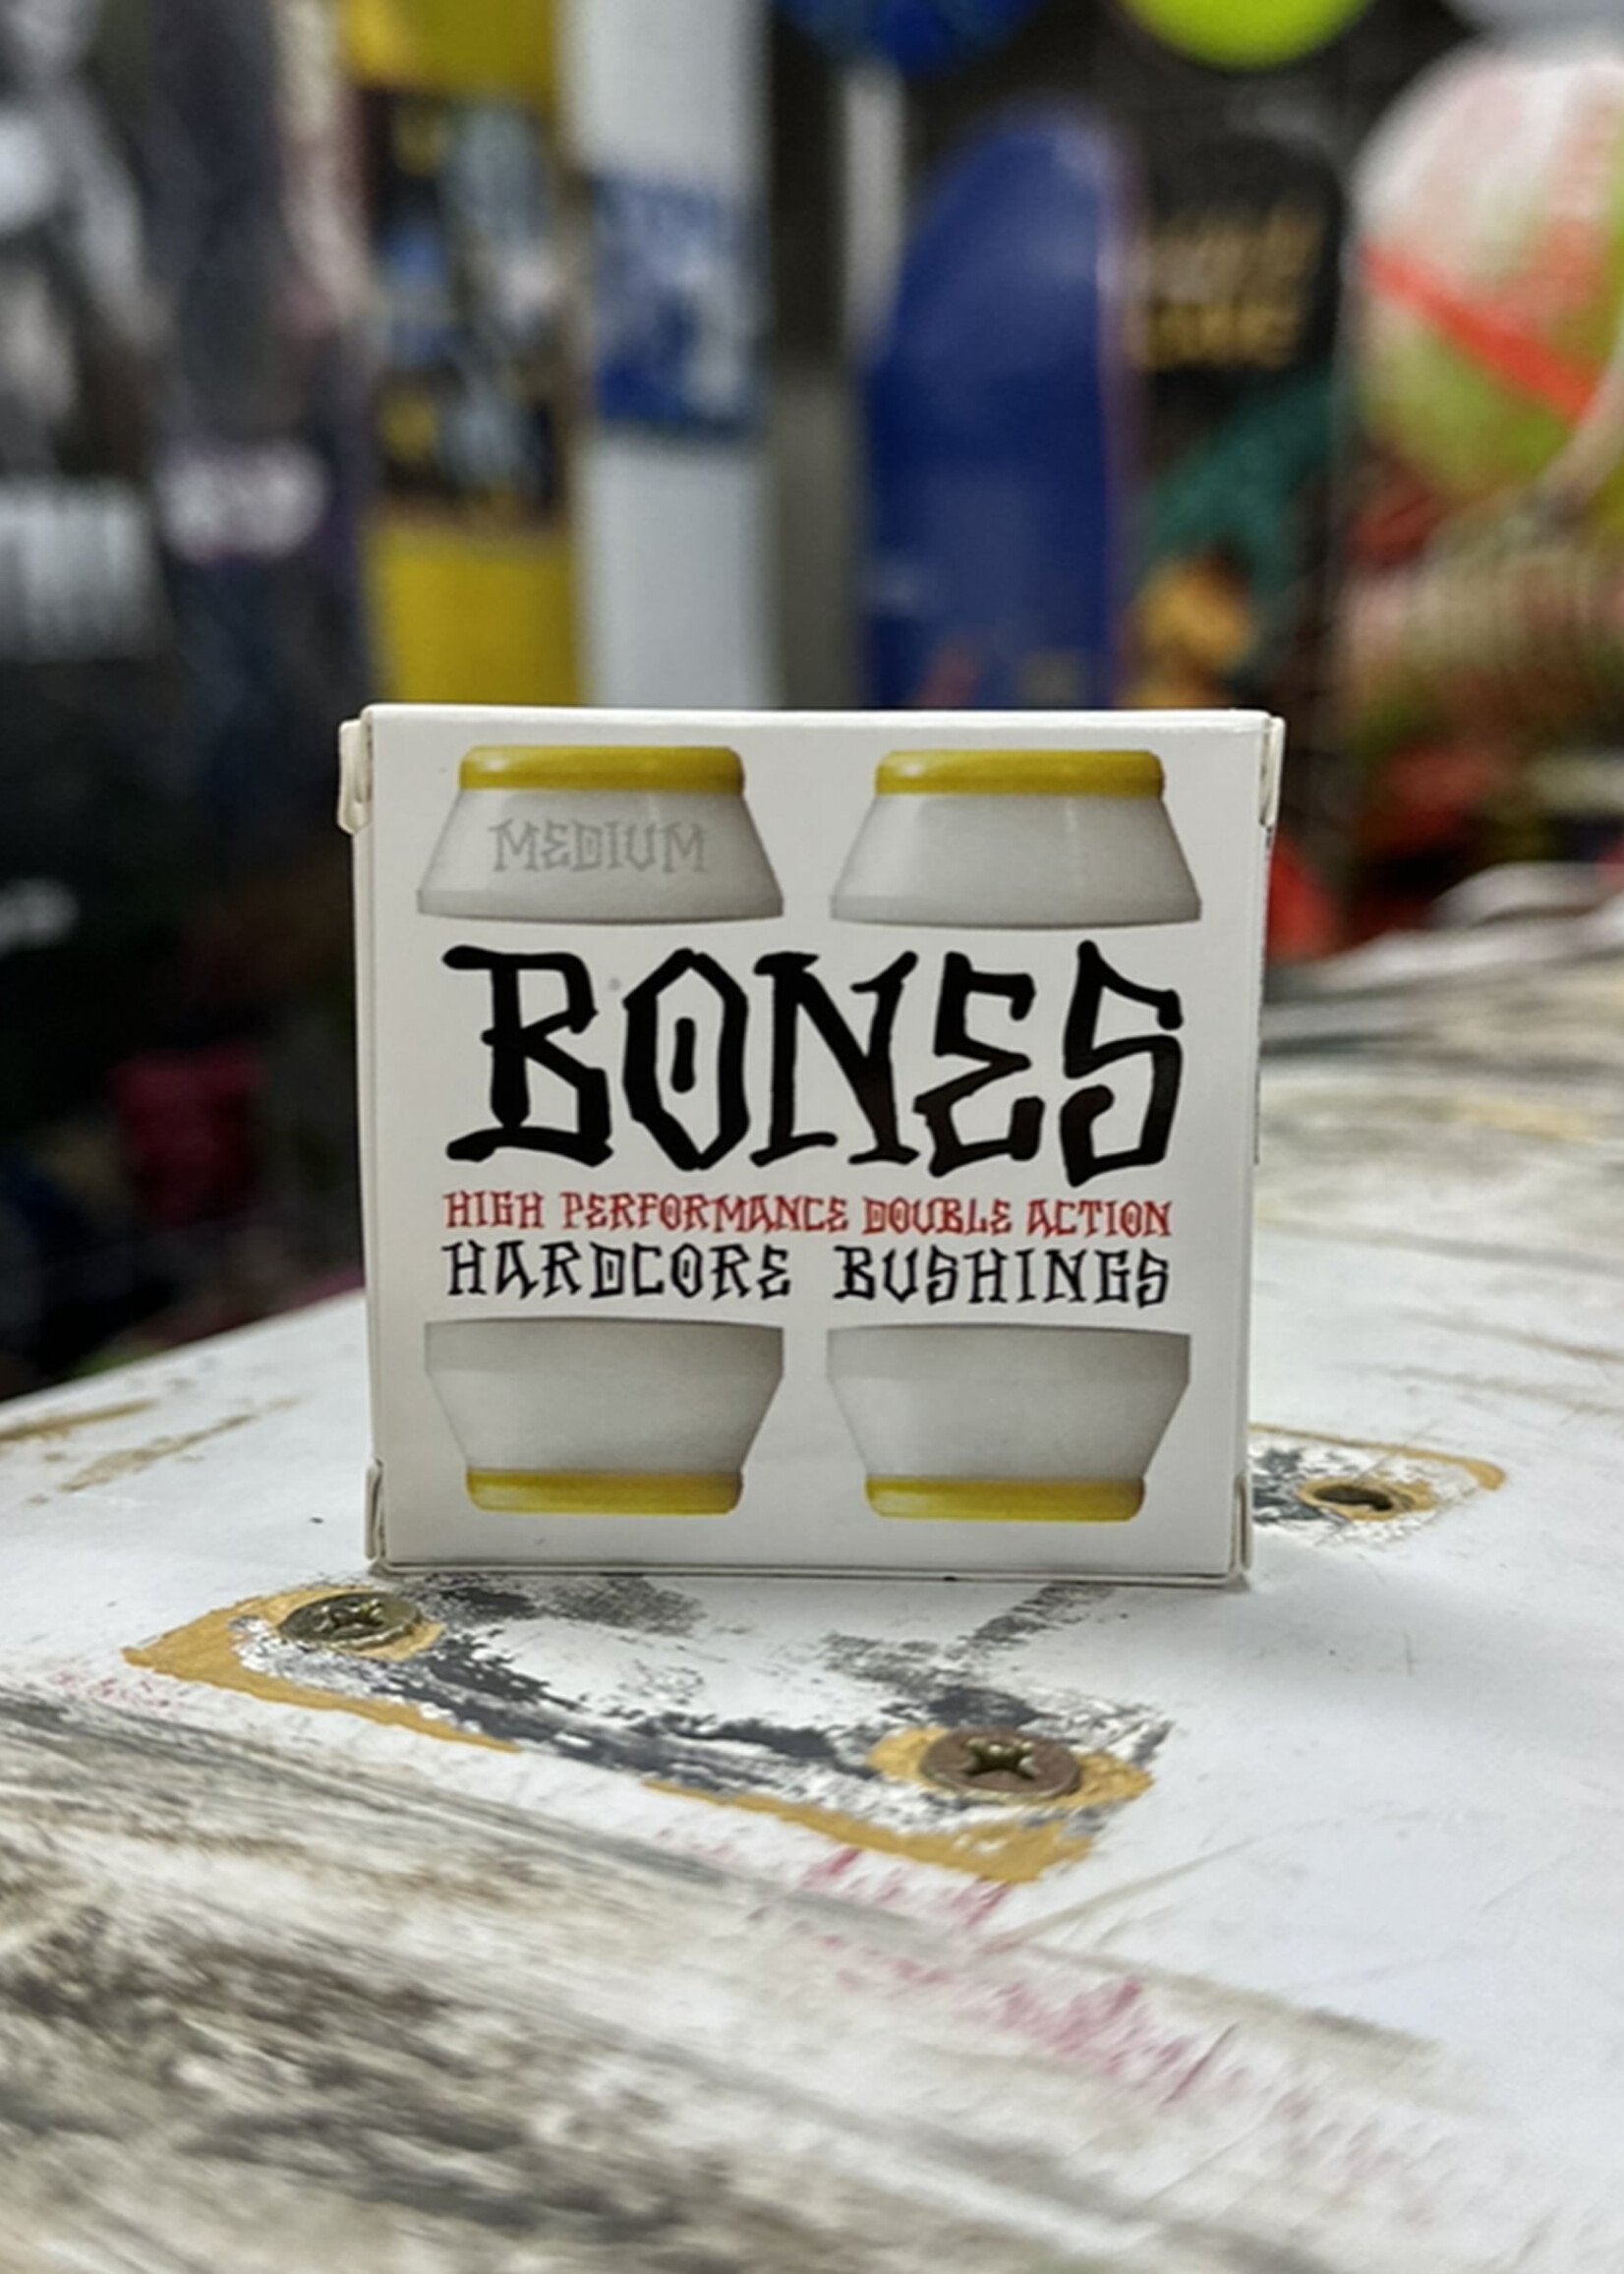 MEDIUM
BONES
HIGH PERFORMANCE DOUBLE ACTION
HARDCORE BUSHINGS